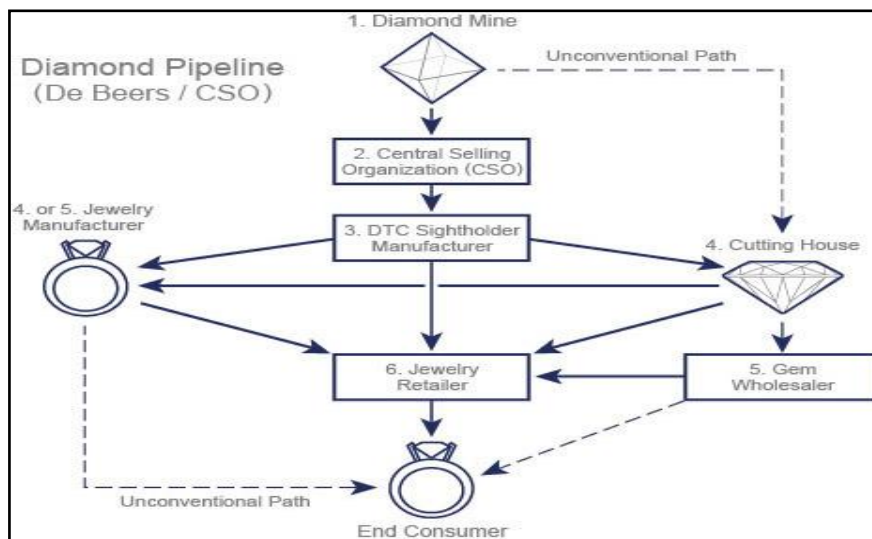 1. Diamond Mine
Unconventional Path
Diamond Pipeline
(De Beers / CSO)
2. Central Selling
Organization (CSO)
4. or 5. Jewelry
Manufacturer
3. DTC Sightholder
Manufacturer
4. Cutting House
6. Jewelry
Retailer
5. Gem
Wholesaler
Unconventional Path
End Consumer